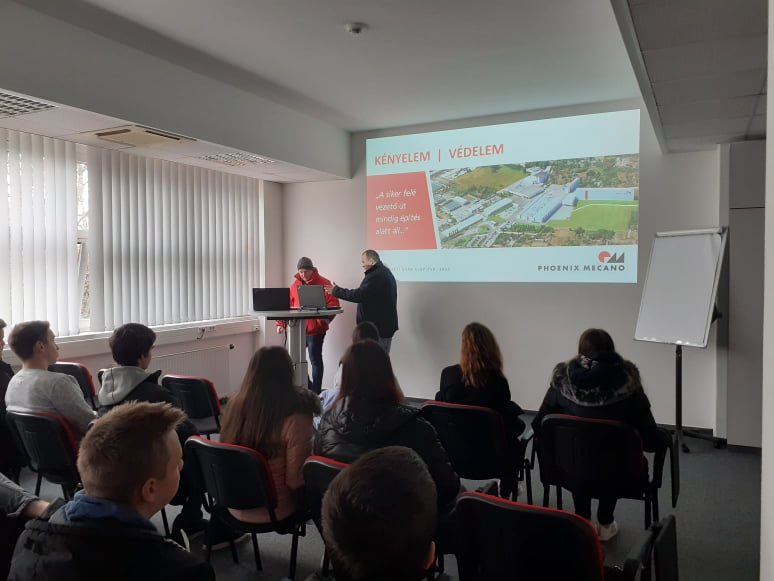 KÉNYELEM | VÉDELEM
„A siker felé
vezető út
mindig építés
alatt áll..."
PHOENIX MECANO